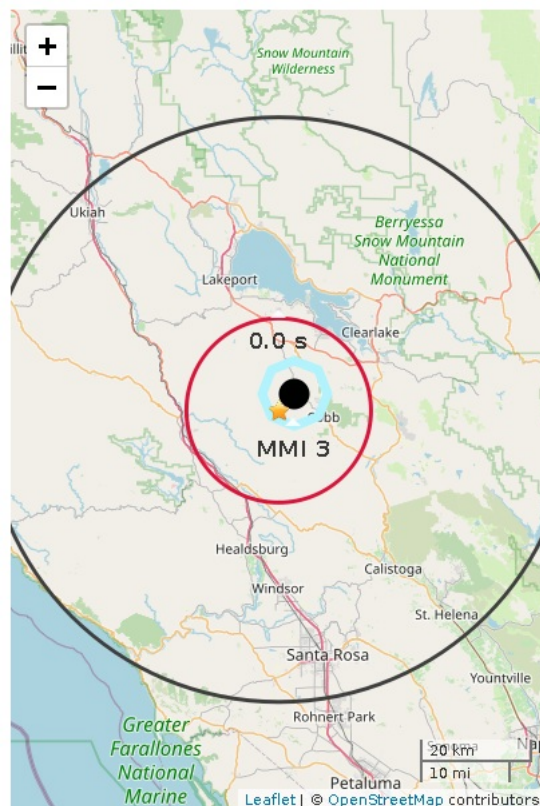 +
Snow Mountain
Wilderness
−
Ukiah
Berryessa
Snow Mountain
National
Monument
Lakeport
Clearlake
0.0 s
MMI 3
Healdsburg
Calistoga
Windsor
St. Helena
Santa Rosa
Yountville
Rohnert Park
Greater
Farallones
National
Marine
20 km
10 mi
Petaluma
Leaflet | © OpenStreetMap contributors